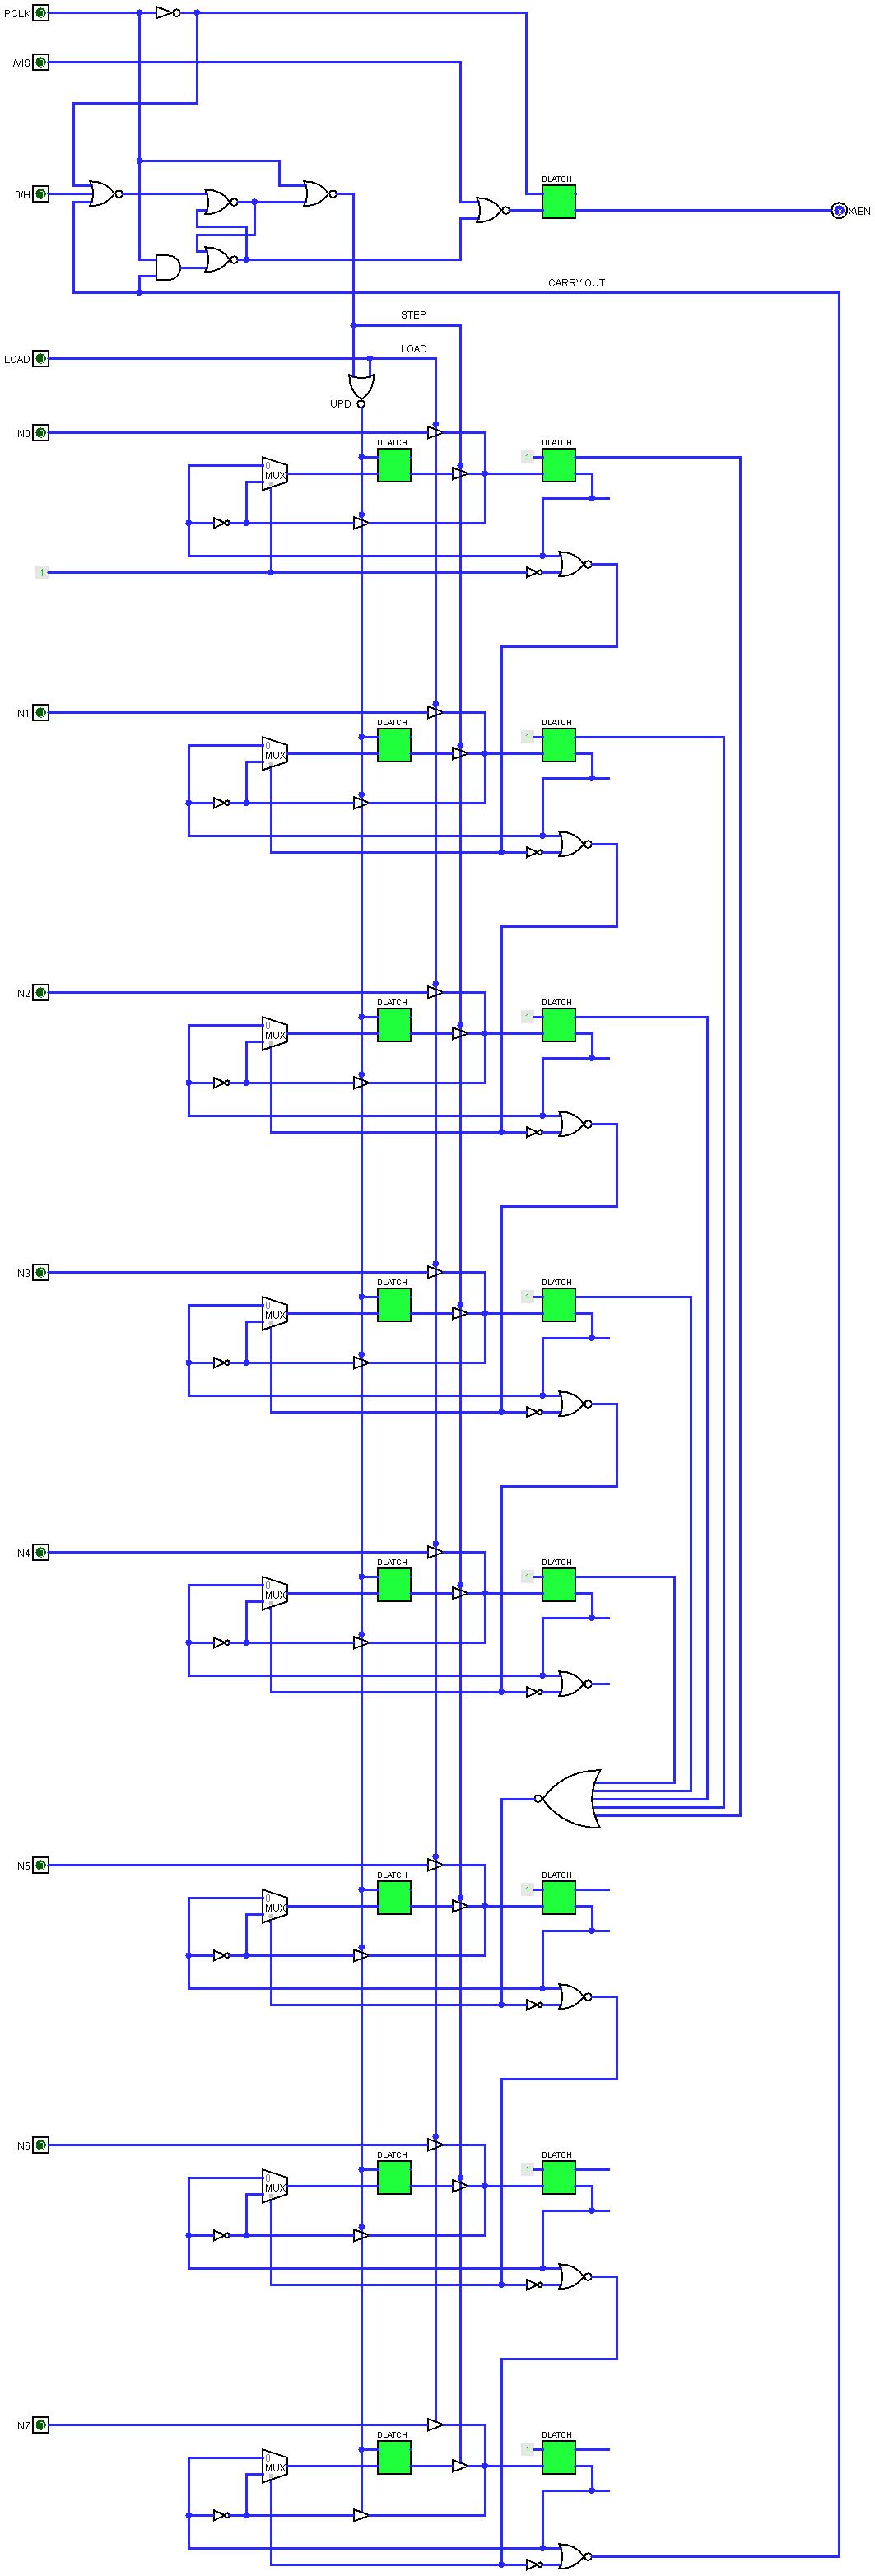 PCLK 0
/VIS 0
DLATCH
0/H 0
x X\EN
CARRY OUT
STEP
LOAD 0 LOAD
UPD
IN0 0
DLATCH DLATCH
0 MUX 1
1
IN1 0
DLATCH DLATCH
0 MUX 1
IN2 0
DLATCH DLATCH
0 MUX 1
IN3 0
DLATCH DLATCH
0 MUX 1
IN4 0
DLATCH DLATCH
0 MUX 1
IN5 0
DLATCH DLATCH
0 MUX 1
IN6 0
DLATCH DLATCH
0 MUX 1
IN7 0
DLATCH DLATCH
0 MUX 1